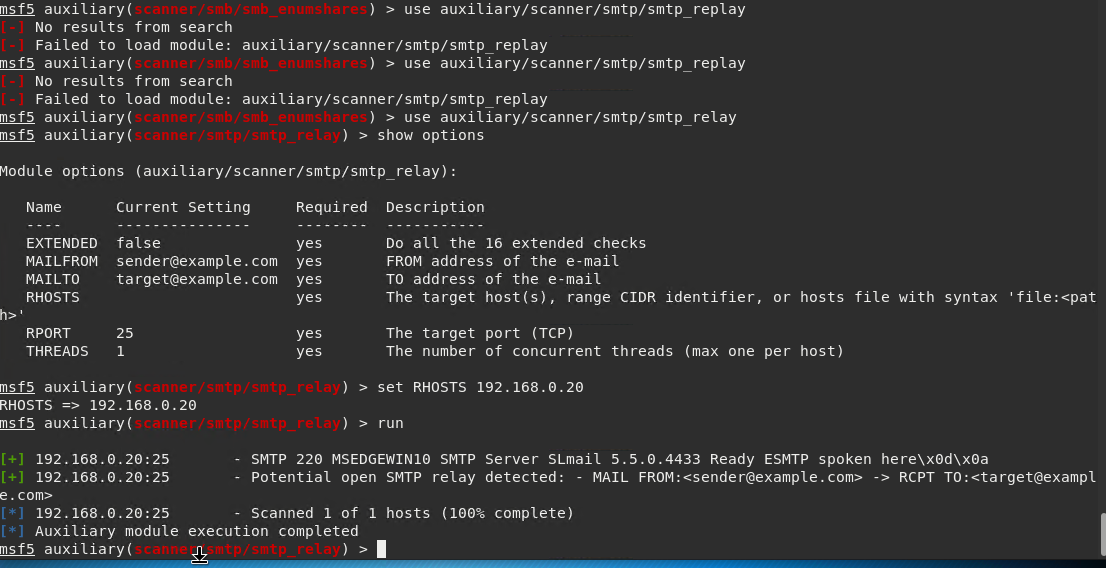 msf5 auxiliary(scanner/smb/smb_enumshares) > use auxiliary/scanner/smtp/smtp_replay
[-] No results from search
[-] Failed to load module: auxiliary/scanner/smtp/smtp_replay
msf5 auxiliary(scanner/smb/smb_enumshares) > use auxiliary/scanner/smtp/smtp_replay
[-] No results from search
[-] Failed to load module: auxiliary/scanner/smtp/smtp_replay
msf5 auxiliary(scanner/smb/smb_enumshares) > use auxiliary/scanner/smtp/smtp_relay
msf5 auxiliary(scanner/smtp/smtp_relay) > show options
Module options (auxiliary/scanner/smtp/smtp_relay):
   Name      Current Setting     Required  Description
   ----      ---------------     --------  -----------
   EXTENDED  false               yes       Do all the 16 extended checks
   MAILFROM  sender@example.com  yes       FROM address of the e-mail
   MAILTO    target@example.com  yes       TO address of the e-mail
   RHOSTS                        yes       The target host(s), range CIDR identifier, or hosts file with syntax 'file:<pat
h>'
   RPORT     25                  yes       The target port (TCP)
   THREADS   1                   yes       The number of concurrent threads (max one per host)
msf5 auxiliary(scanner/smtp/smtp_relay) > set RHOSTS 192.168.0.20
RHOSTS => 192.168.0.20
msf5 auxiliary(scanner/smtp/smtp_relay) > run
[+] 192.168.0.20:25       - SMTP 220 MSEDGEWIN10 SMTP Server SLmail 5.5.0.4433 Ready ESMTP spoken here\x0d\x0a
[+] 192.168.0.20:25       - Potential open SMTP relay detected: - MAIL FROM:<sender@example.com> -> RCPT TO:<target@exampl
e.com>
[*] 192.168.0.20:25       - Scanned 1 of 1 hosts (100% complete)
[*] Auxiliary module execution completed
msf5 auxiliary(scanner/smtp/smtp_relay) >